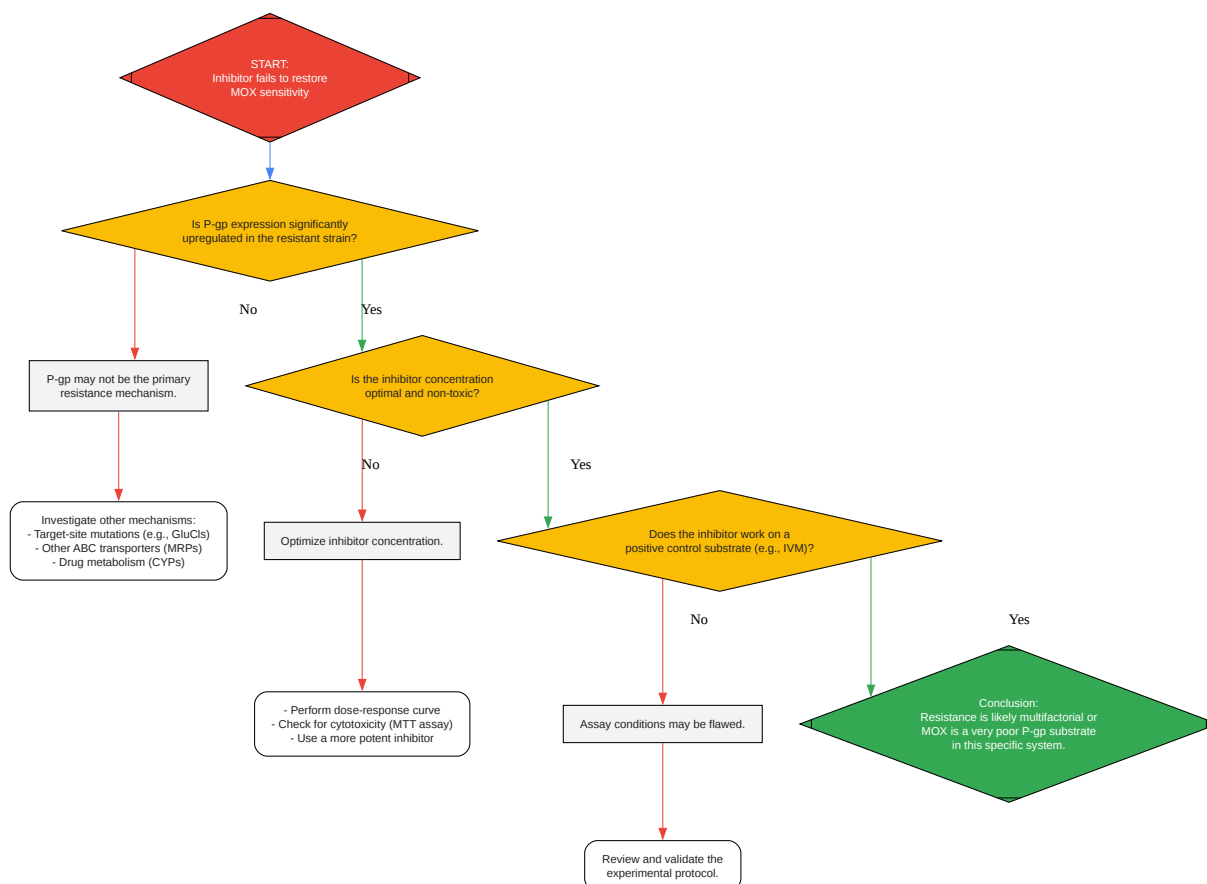 START:
Inhibitor fails to restore
MOX sensitivity
Is P-gp expression significantly
upregulated in the resistant strain?
No
Yes
P-gp may not be the primary
resistance mechanism.
Is the inhibitor concentration
optimal and non-toxic?
No
Yes
Investigate other mechanisms:
- Target-site mutations (e.g., GluCls)
- Other ABC transporters (MRPs)
- Drug metabolism (CYPs)
Optimize inhibitor concentration.
Does the inhibitor work on a
positive control substrate (e.g., IVM)?
No
Yes
- Perform dose-response curve
- Check for cytotoxicity (MTT assay)
- Use a more potent inhibitor
Assay conditions may be flawed.
Conclusion:
Resistance is likely multifactorial or
MOX is a very poor P-gp substrate
in this specific system.
Review and validate the
experimental protocol.